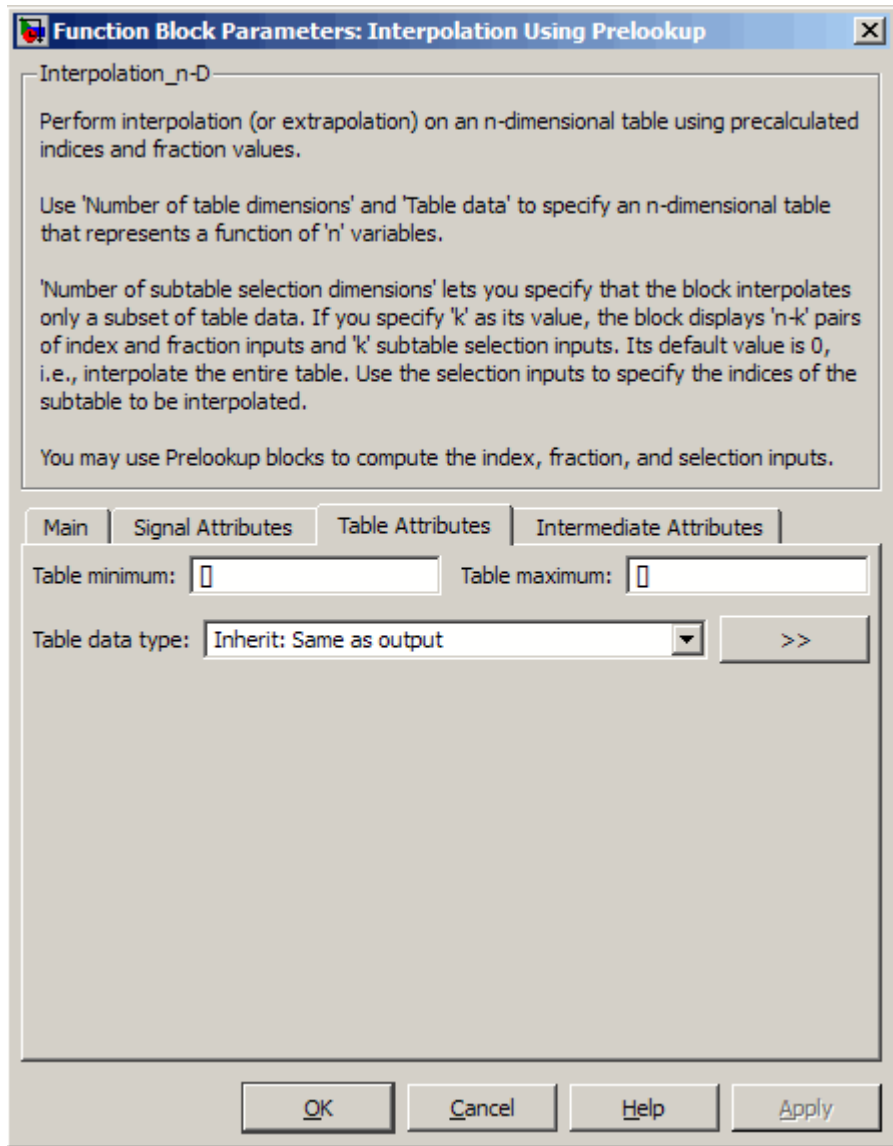 Function Block Parameters: Interpolation Using Prelookup
Interpolation_n-D
Perform interpolation (or extrapolation) on an n-dimensional table using precalculated
indices and fraction values.
Use 'Number of table dimensions' and 'Table data' to specify an n-dimensional table
that represents a function of 'n' variables.
'Number of subtable selection dimensions' lets you specify that the block interpolates
only a subset of table data. If you specify 'k' as its value, the block displays 'n-k' pairs
of index and fraction inputs and 'k' subtable selection inputs. Its default value is 0,
i.e., interpolate the entire table. Use the selection inputs to specify the indices of the
subtable to be interpolated.
You may use Prelookup blocks to compute the index, fraction, and selection inputs.
Main Signal Attributes Table Attributes Intermediate Attributes
Table minimum: [] Table maximum: []
Table data type: Inherit: Same as output >>
OK Cancel Help Apply